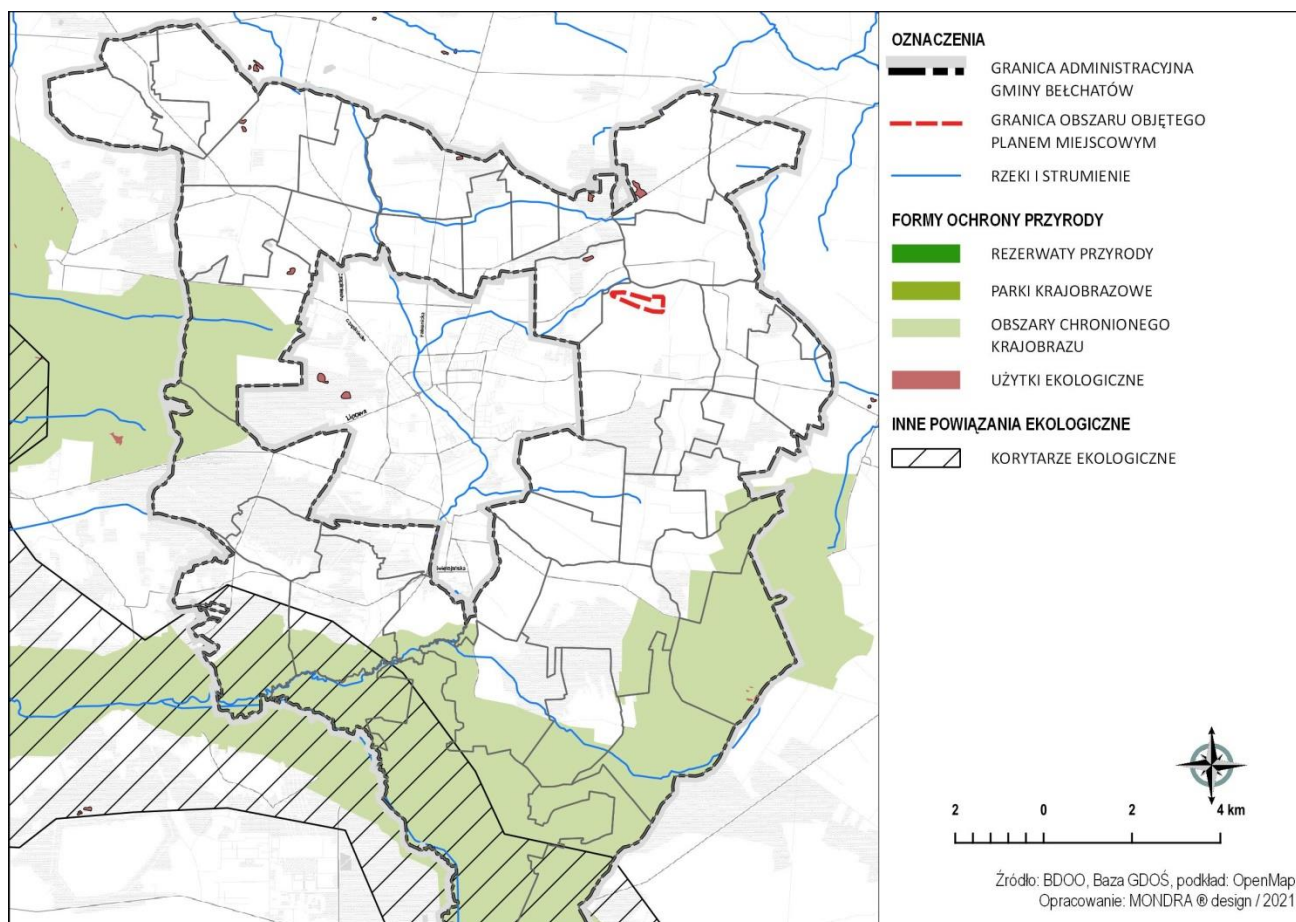 OZNACZENIA
GRANICA ADMINISTRACYJNA
GMINY BEŁCHATÓW
GRANICA OBSZARU OBJĘTEGO
PLANEM MIEJSCOWYM
RZEKI I STRUMIENIE
FORMY OCHRONY PRZYRODY
REZERWATY PRZYRODY
PARKI KRAJOBRAZOWE
OBSZARY CHRONIONEGO
KRAJOBRAZU
UŻYTKI EKOLOGICZNE
INNE POWIĄZANIA EKOLOGICZNE
KORYTARZE EKOLOGICZNE
2 0 2 4 km
Źródło: BDOO, Baza GDOŚ, podkład: OpenMap
Opracowanie: MONDRA ® design / 2021
Lipowa